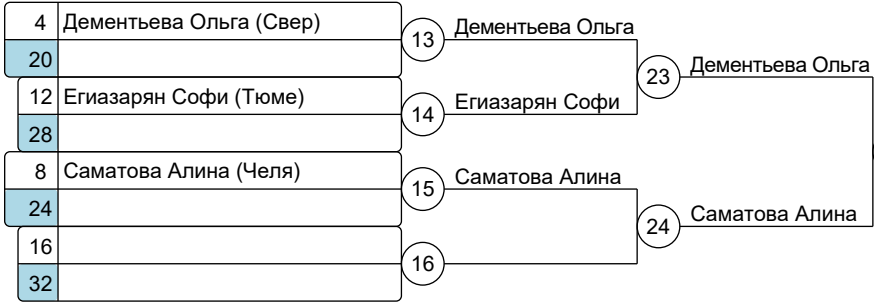 4 Дементьева Ольга (Свер)
20
13 Дементьева Ольга
12 Егиазарян Софи (Тюме)
28
14 Егиазарян Софи
23 Дементьева Ольга
8 Саматова Алина (Челя)
24
15 Саматова Алина
16
32
16
24 Саматова Алина